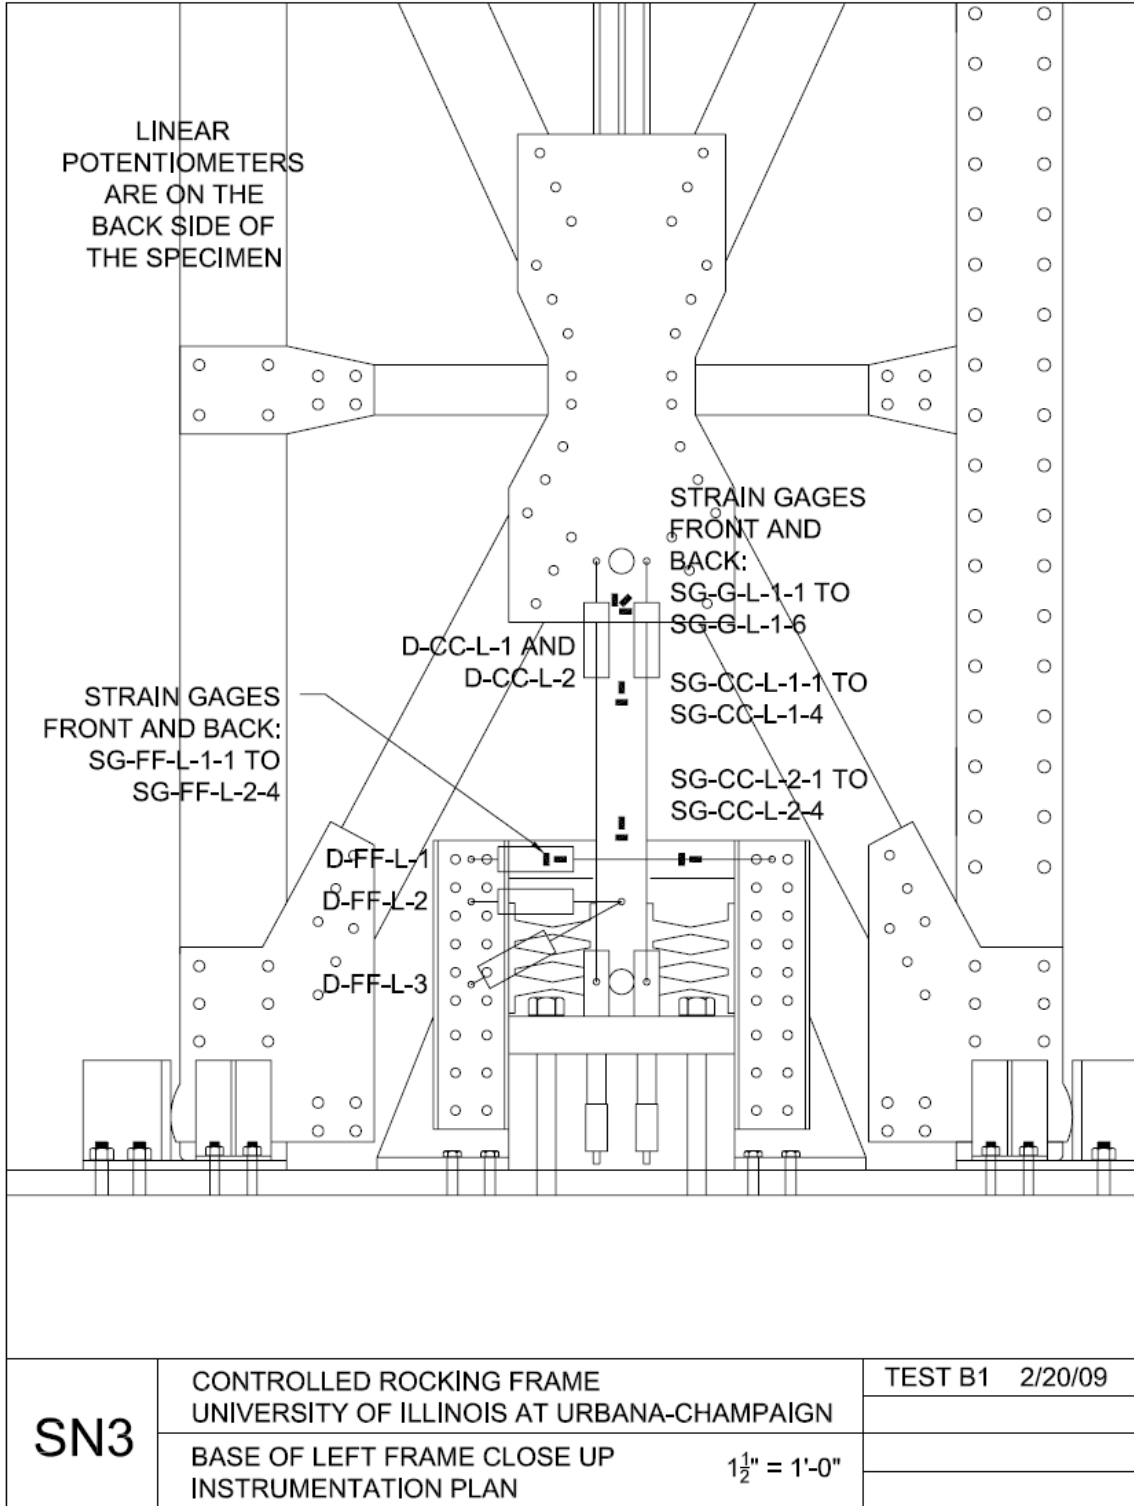 LINEAR
POTENTIOMETERS
ARE ON THE
BACK SIDE OF
THE SPECIMEN
STRAIN GAGES
FRONT AND
BACK:
SG-G-L-1-1 TO
SG-G-L-1-6
D-CC-L-1 AND
D-CC-L-2
SG-CC-L-1-1 TO
SG-CC-L-1-4
STRAIN GAGES
FRONT AND BACK:
SG-FF-L-1-1 TO
SG-FF-L-2-4
SG-CC-L-2-1 TO
SG-CC-L-2-4
D-FF-L-1
D-FF-L-2
D-FF-L-3
SN3
CONTROLLED ROCKING FRAME
UNIVERSITY OF ILLINOIS AT URBANA-CHAMPAIGN
BASE OF LEFT FRAME CLOSE UP
INSTRUMENTATION PLAN
1½" = 1'-0"
TEST B1 2/20/09